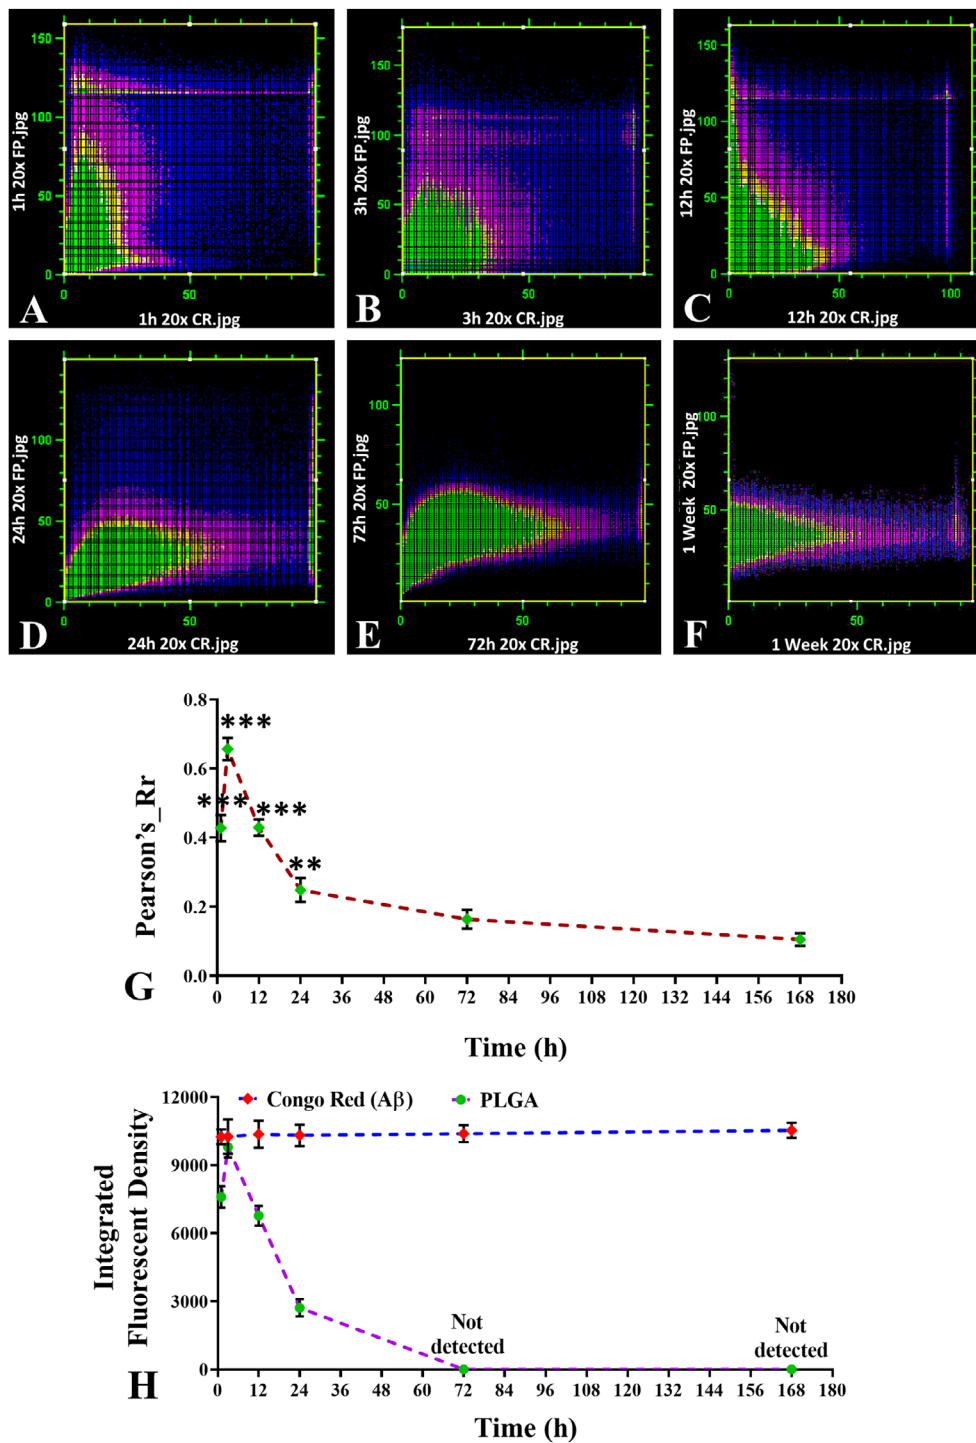 150
100
50
0
1h 20x FP.jpg
0
50
A
1h 20x CR.jpg
150
100
50
0
3h 20x FP.jpg
0
50
B
3h 20x CR.jpg
150
100
50
0
12h 20x FP.jpg
0
50
100
C
12h 20x CR.jpg
100
50
0
24h 20x FP.jpg
0
50
D
24h 20x CR.jpg
100
50
0
72h 20x FP.jpg
0
50
E
72h 20x CR.jpg
100
50
0
1 Week 20x FP.jpg
0
50
F
1 Week 20x CR.jpg
0.8
0.6
0.4
0.2
0.0
Pearson's_Rr
***
***
***
**
G
0 12 24 36 48 60 72 84 96 108 120 132 144 156 168 180
Time (h)
Congo Red (Aβ) PLGA
12000
9000
6000
3000
0
Integrated
Fluorescent Density
Not
detected
Not
detected
H
0 12 24 36 48 60 72 84 96 108 120 132 144 156 168 180
Time (h)